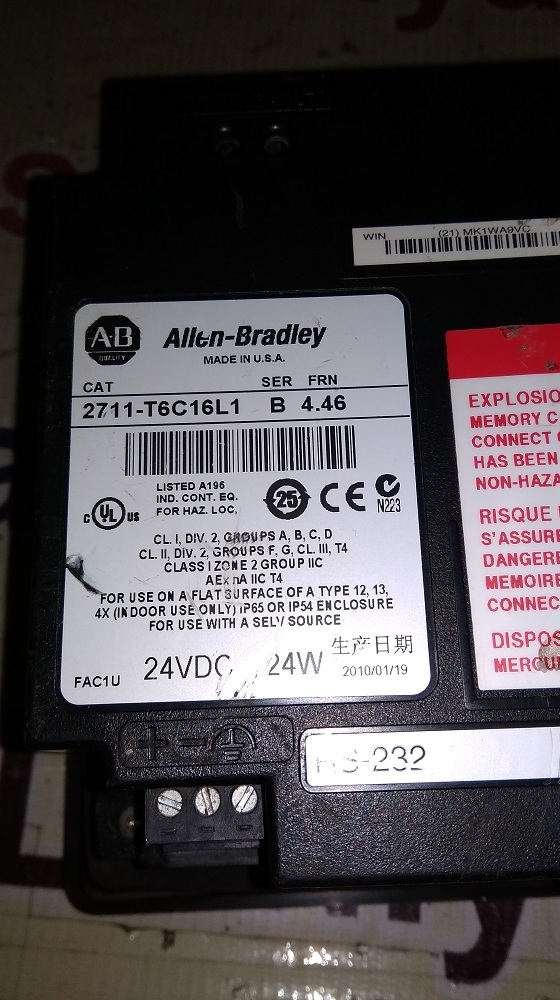 WIN (21) MK1WA9VC
A-B
QUALITY
Allen-Bradley
MADE IN U.S.A.
CAT SER FRN
2711-T6C16L1 B 4.46
LISTED A196
IND. CONT. EQ.
FOR HAZ. LOC,
c UL us
25
CE
N223
CL. I, DIV. 2, GROUPS A, B, C, D
CL. II, DIV. 2, GROUPS F, G, CL. III, T4
CLASS I ZONE 2 GROUP IIC
AEx nA IIC T4
FOR USE ON A FLAT SURFACE OF A TYPE 12, 13,
4X (INDOOR USE ONLY) IP65 OR IP54 ENCLOSURE
FOR USE WITH A SELV SOURCE
生产日期
FAC1U 24VDC 24W 2010/01/19
EXPLOSIO
MEMORY C
CONNECT
HAS BEEN
NON-HAZA
RISQUE
S'ASSURE
DANGERE
MEMOIRE
CONNEC
DISPOS
MERCU
+ -
RS-232